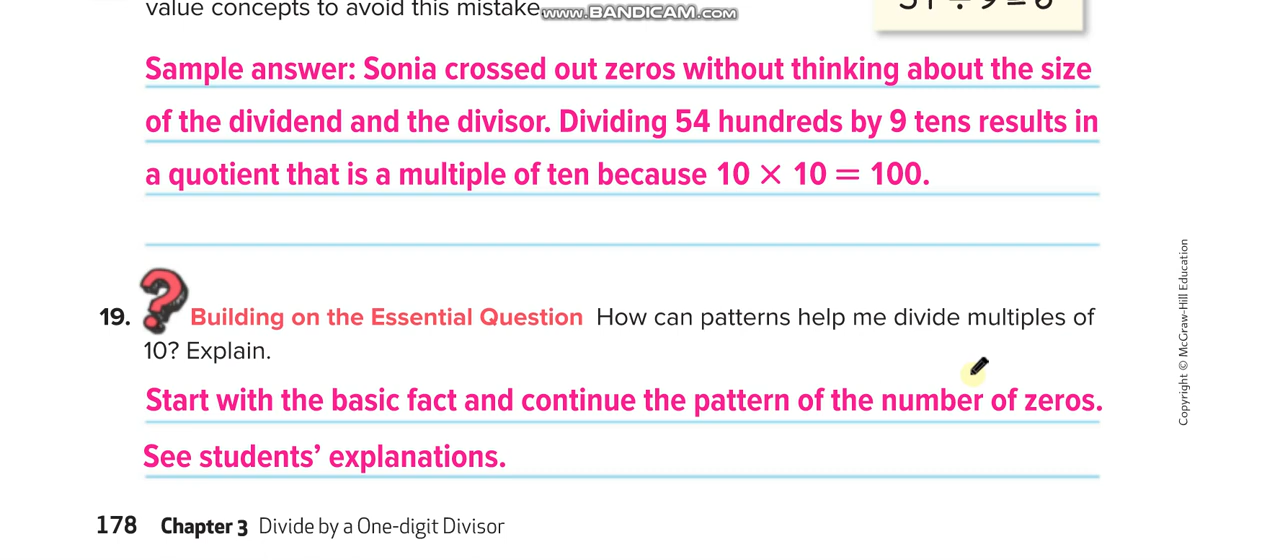 value concepts to avoid this mistake.
www.BANDICAM.com
Sample answer: Sonia crossed out zeros without thinking about the size
of the dividend and the divisor. Dividing 54 hundreds by 9 tens results in
a quotient that is a multiple of ten because 10 × 10 = 100.
19. ? Building on the Essential Question How can patterns help me divide multiples of
10? Explain.
Start with the basic fact and continue the pattern of the number of zeros.
See students’ explanations.
178 Chapter 3 Divide by a One-digit Divisor
Copyright © McGraw-Hill Education